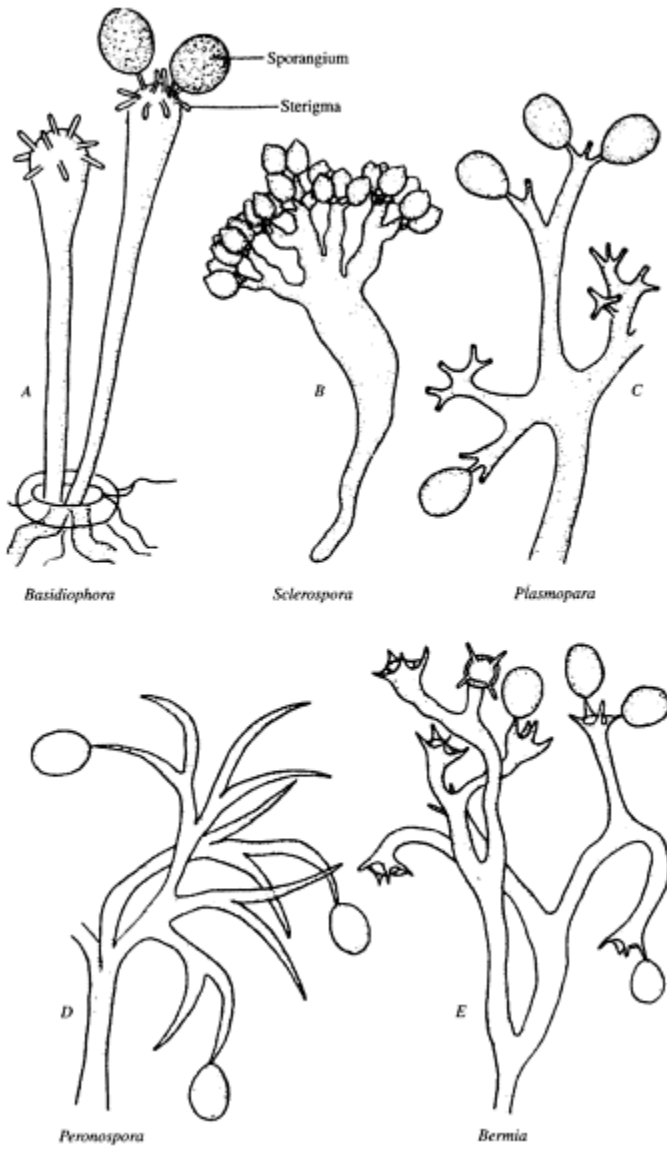 Sporangium
Sterigma
A
B
C
Basidiophora
Sclerospora
Plasmopara
D
E
Peronospora
Bermia